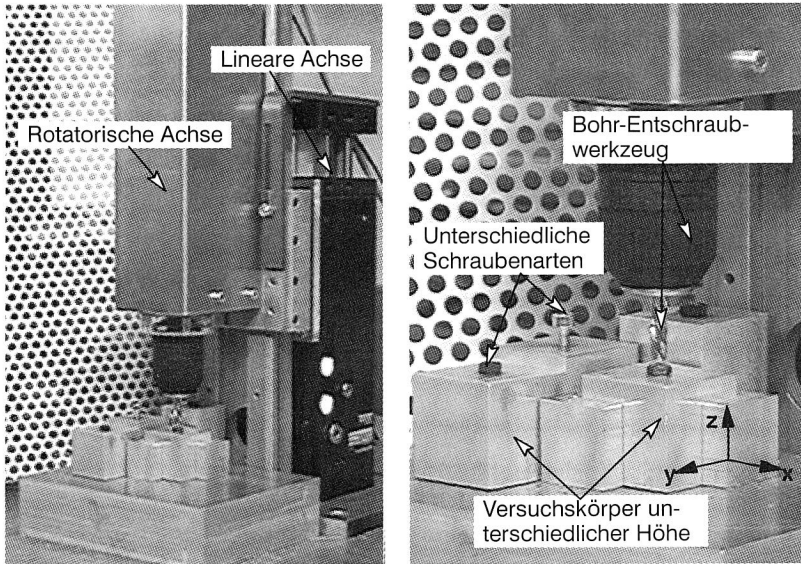 Lineare Achse
Rotatorische Achse
Bohr-Entschraub-
werkzeug
Unterschiedliche
Schraubenarten
z
y
x
Versuchskörper un-
terschiedlicher Höhe